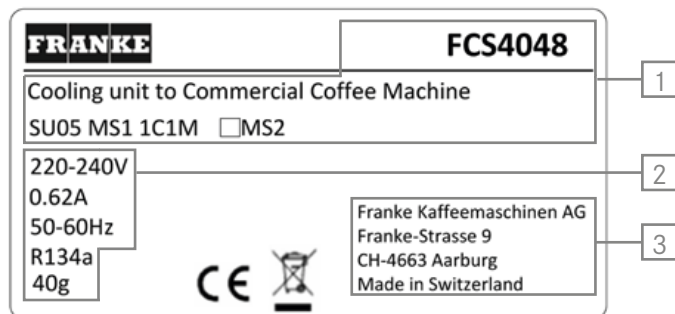 FRANKE
FCS4048
Cooling unit to Commercial Coffee Machine
SU05 MS1 1C1M □MS2
1
220-240V
0.62A
50-60Hz
R134a
40g
2
CE
Franke Kaffeemaschinen AG
Franke-Strasse 9
CH-4663 Aarburg
Made in Switzerland
3